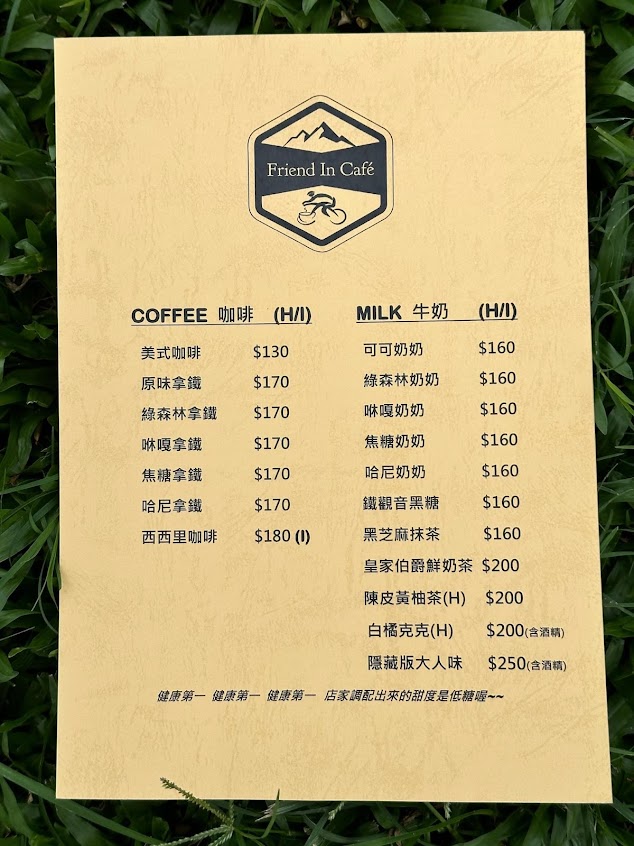 Friend In Café
COFFEE 咖啡 (H/I)
美式咖啡 $130
原味拿鐵 $170
綠森林拿鐵 $170
咻嘎拿鐵 $170
焦糖拿鐵 $170
哈尼拿鐵 $170
西西里咖啡 $180 (I)
MILK 牛奶 (H/I)
可可奶奶 $160
綠森林奶奶 $160
咻嘎奶奶 $160
焦糖奶奶 $160
哈尼奶奶 $160
鐵觀音黑糖 $160
黑芝麻抹茶 $160
皇家伯爵鮮奶茶 $200
陳皮黃柚茶(H) $200
白橘克克(H) $200(含酒精)
隱藏版大人味 $250(含酒精)
健康第一 健康第一 健康第一 店家調配出來的甜度是低糖喔~~